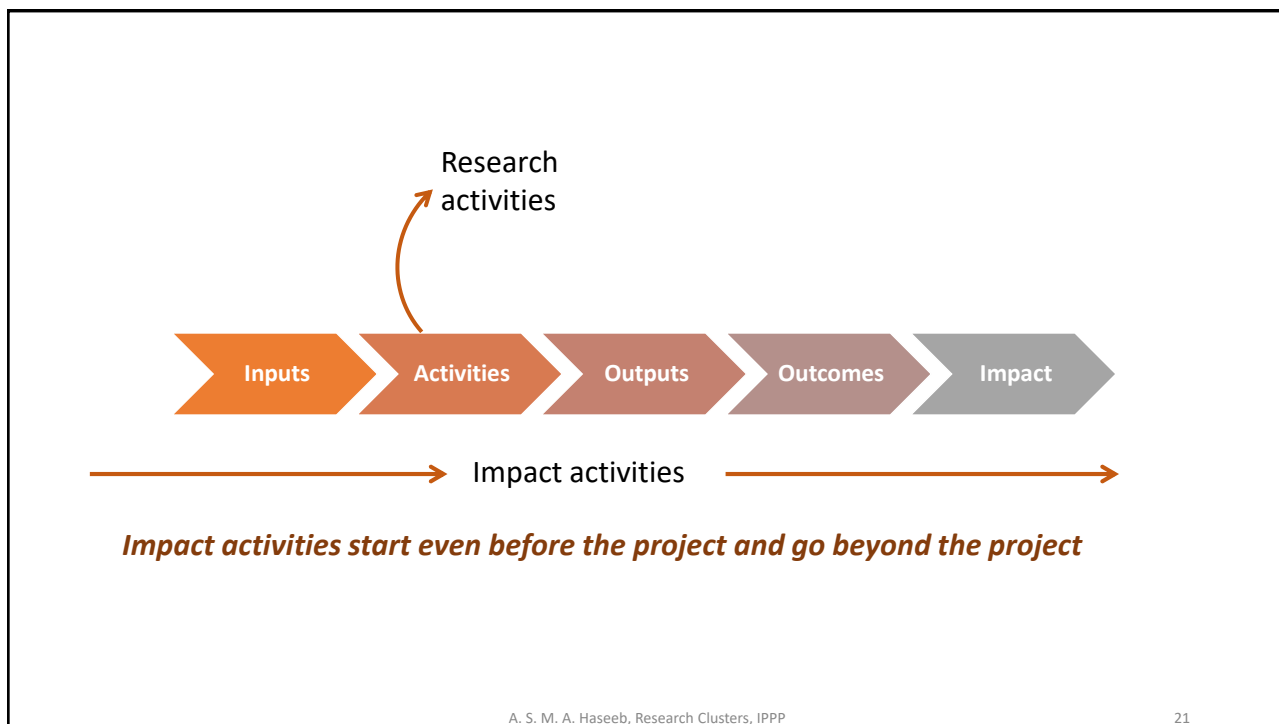 Research
activities
Inputs
Activities
Outputs
Outcomes
Impact
Impact activities
Impact activities start even before the project and go beyond the project
A. S. M. A. Haseeb, Research Clusters, IPPP
21